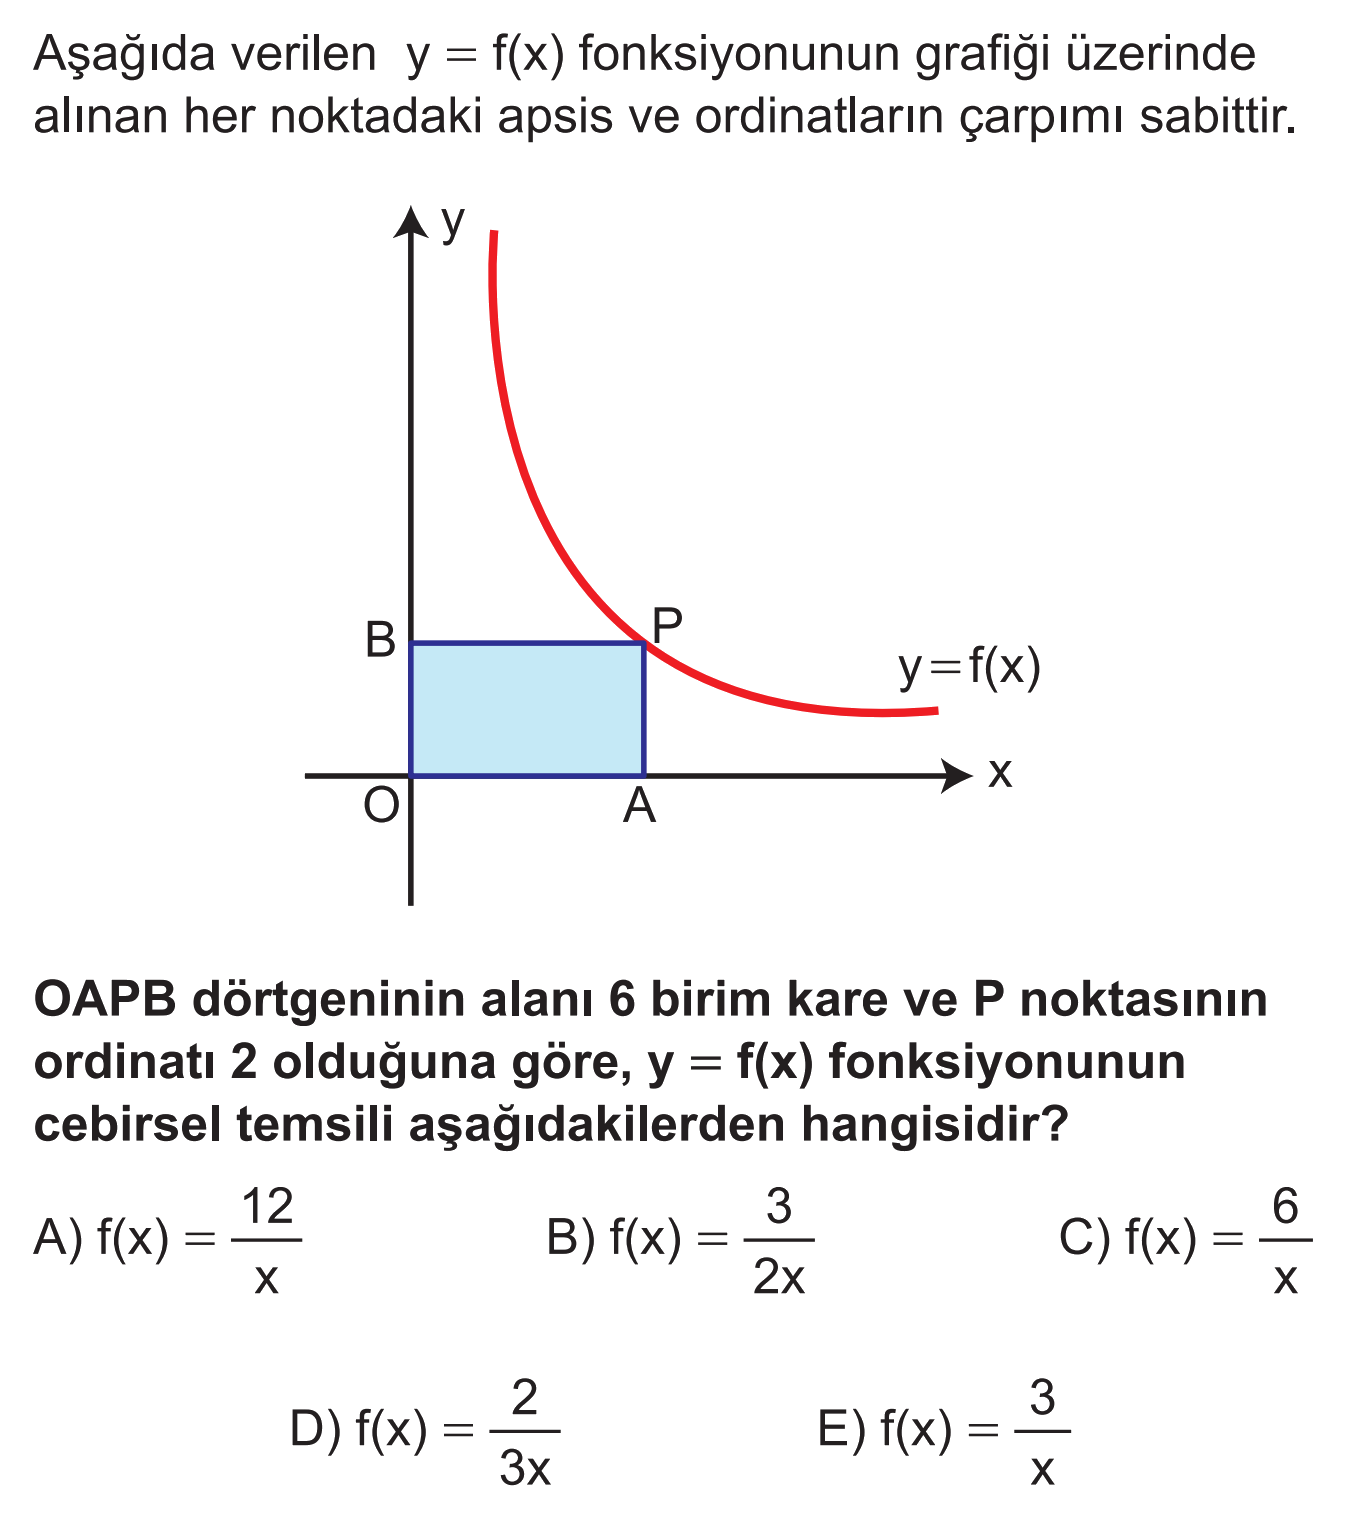 Aşağıda verilen y = f(x) fonksiyonunun grafiği üzerinde
alınan her noktadaki apsis ve ordinatların çarpımı sabittir.
y
B
P
y=f(x)
x
O
A
OAPB dörtgeninin alanı 6 birim kare ve P noktasının
ordinatı 2 olduğuna göre, y = f(x) fonksiyonunun
cebirsel temsili aşağıdakilerden hangisidir?
A) f(x) = 12/x B) f(x) = 3/2x C) f(x) = 6/x
D) f(x) = 2/3x E) f(x) = 3/x